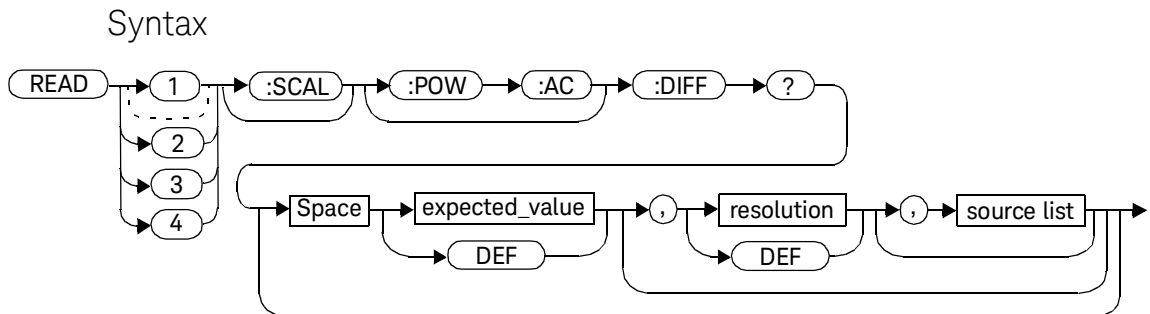 Syntax
READ 1 :SCAL :POW :AC :DIFF ?
2
3
4
Space expected_value , resolution , source list
DEF DEF